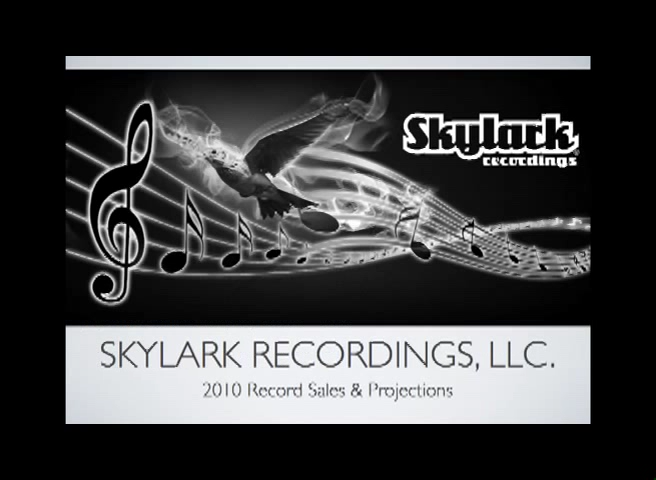 Skylark
recordings
SKYLARK RECORDINGS, LLC.
2010 Record Sales & Projections